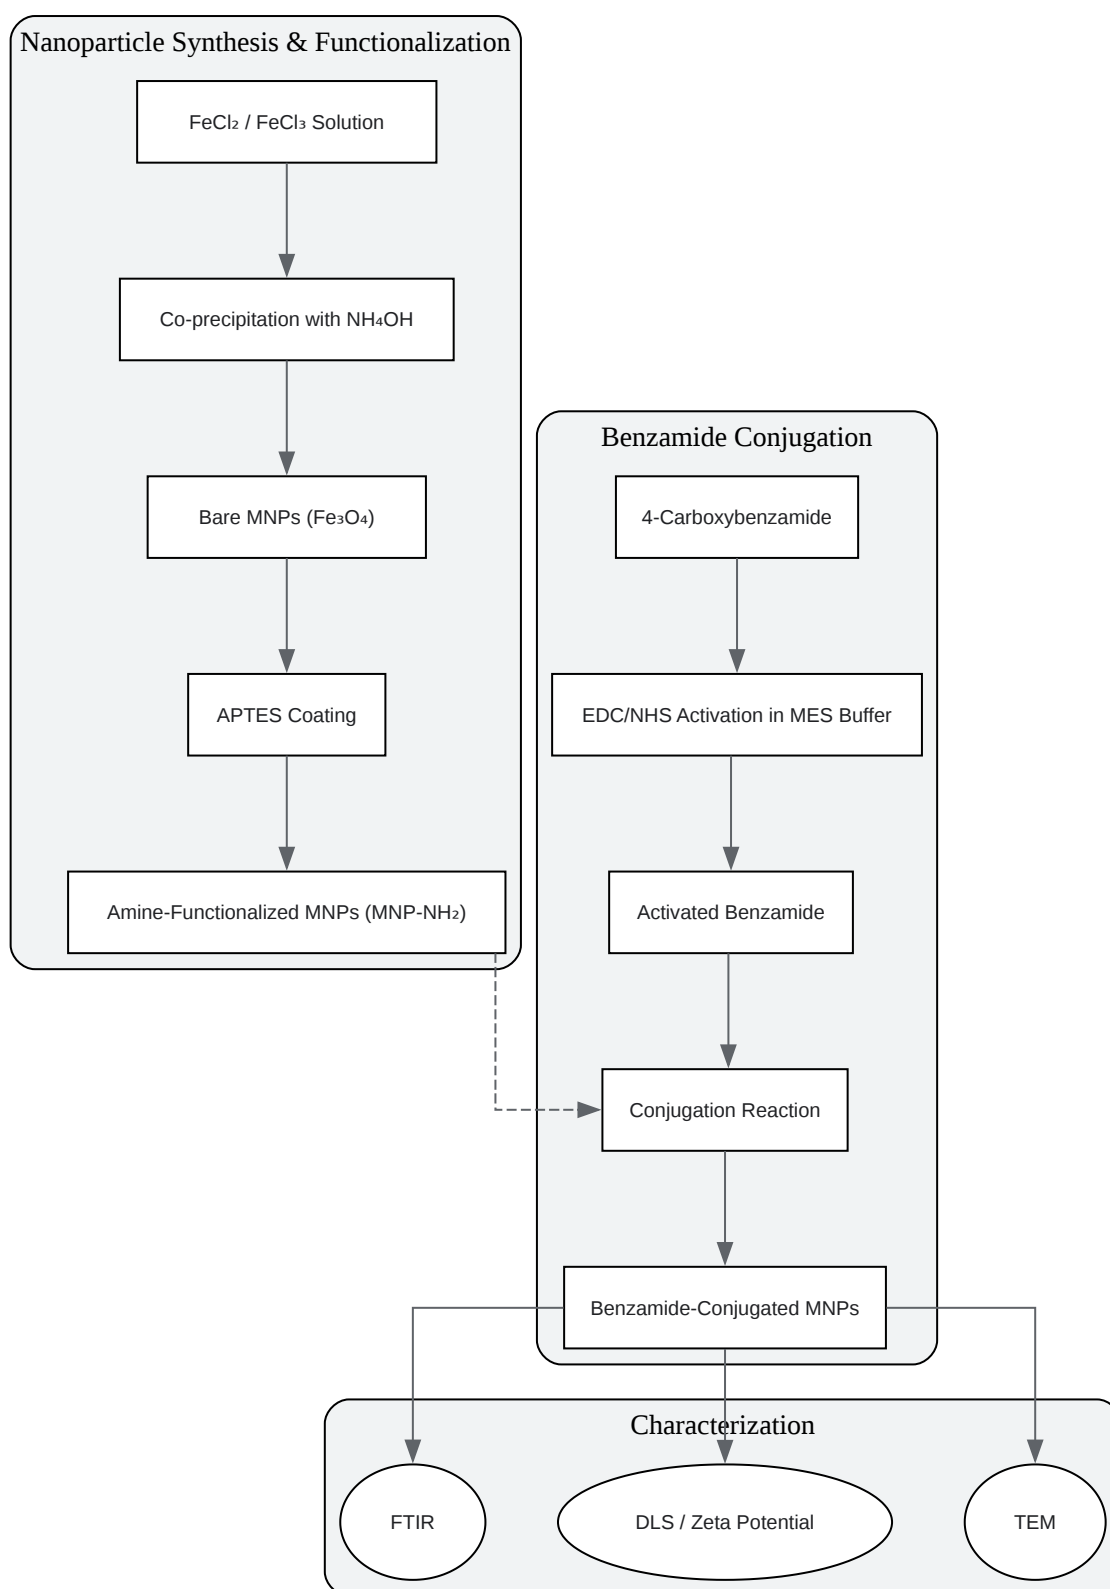 Nanoparticle Synthesis & Functionalization
FeCl₂ / FeCl₃ Solution
Co-precipitation with NH₄OH
Bare MNPs (Fe₃O₄)
APTES Coating
Amine-Functionalized MNPs (MNP-NH₂)
Benzamide Conjugation
4-Carboxybenzamide
EDC/NHS Activation in MES Buffer
Activated Benzamide
Conjugation Reaction
Benzamide-Conjugated MNPs
Characterization
FTIR
DLS / Zeta Potential
TEM